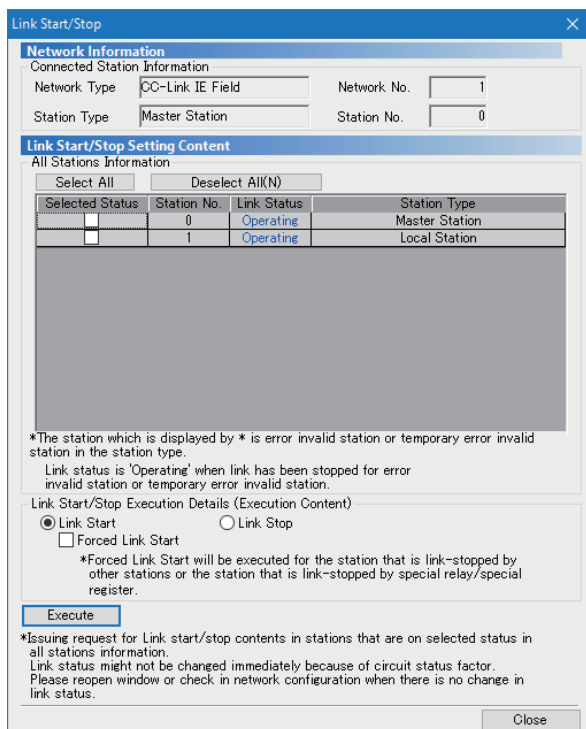 Link Start/Stop
Network Information
Connected Station Information
Network Type CC-Link IE Field Network No. 1
Station Type Master Station Station No. 0
Link Start/Stop Setting Content
All Stations Information
Select All Deselect All(N)
Selected Status Station No. Link Status Station Type
0 Operating Master Station
1 Operating Local Station
*The station which is displayed by * is error invalid station or temporary error invalid
station in the station type.
Link status is 'Operating' when link has been stopped for error
invalid station or temporary error invalid station.
Link Start/Stop Execution Details (Execution Content)
Link Start Link Stop
Forced Link Start
*Forced Link Start will be executed for the station that is link-stopped by
other stations or the station that is link-stopped by special relay/special
register.
Execute
*Issuing request for Link start/stop contents in stations that are on selected status in
all stations information.
Link status might not be changed immediately because of circuit status factor.
Please reopen window or check in network configuration when there is no change in
link status.
Close